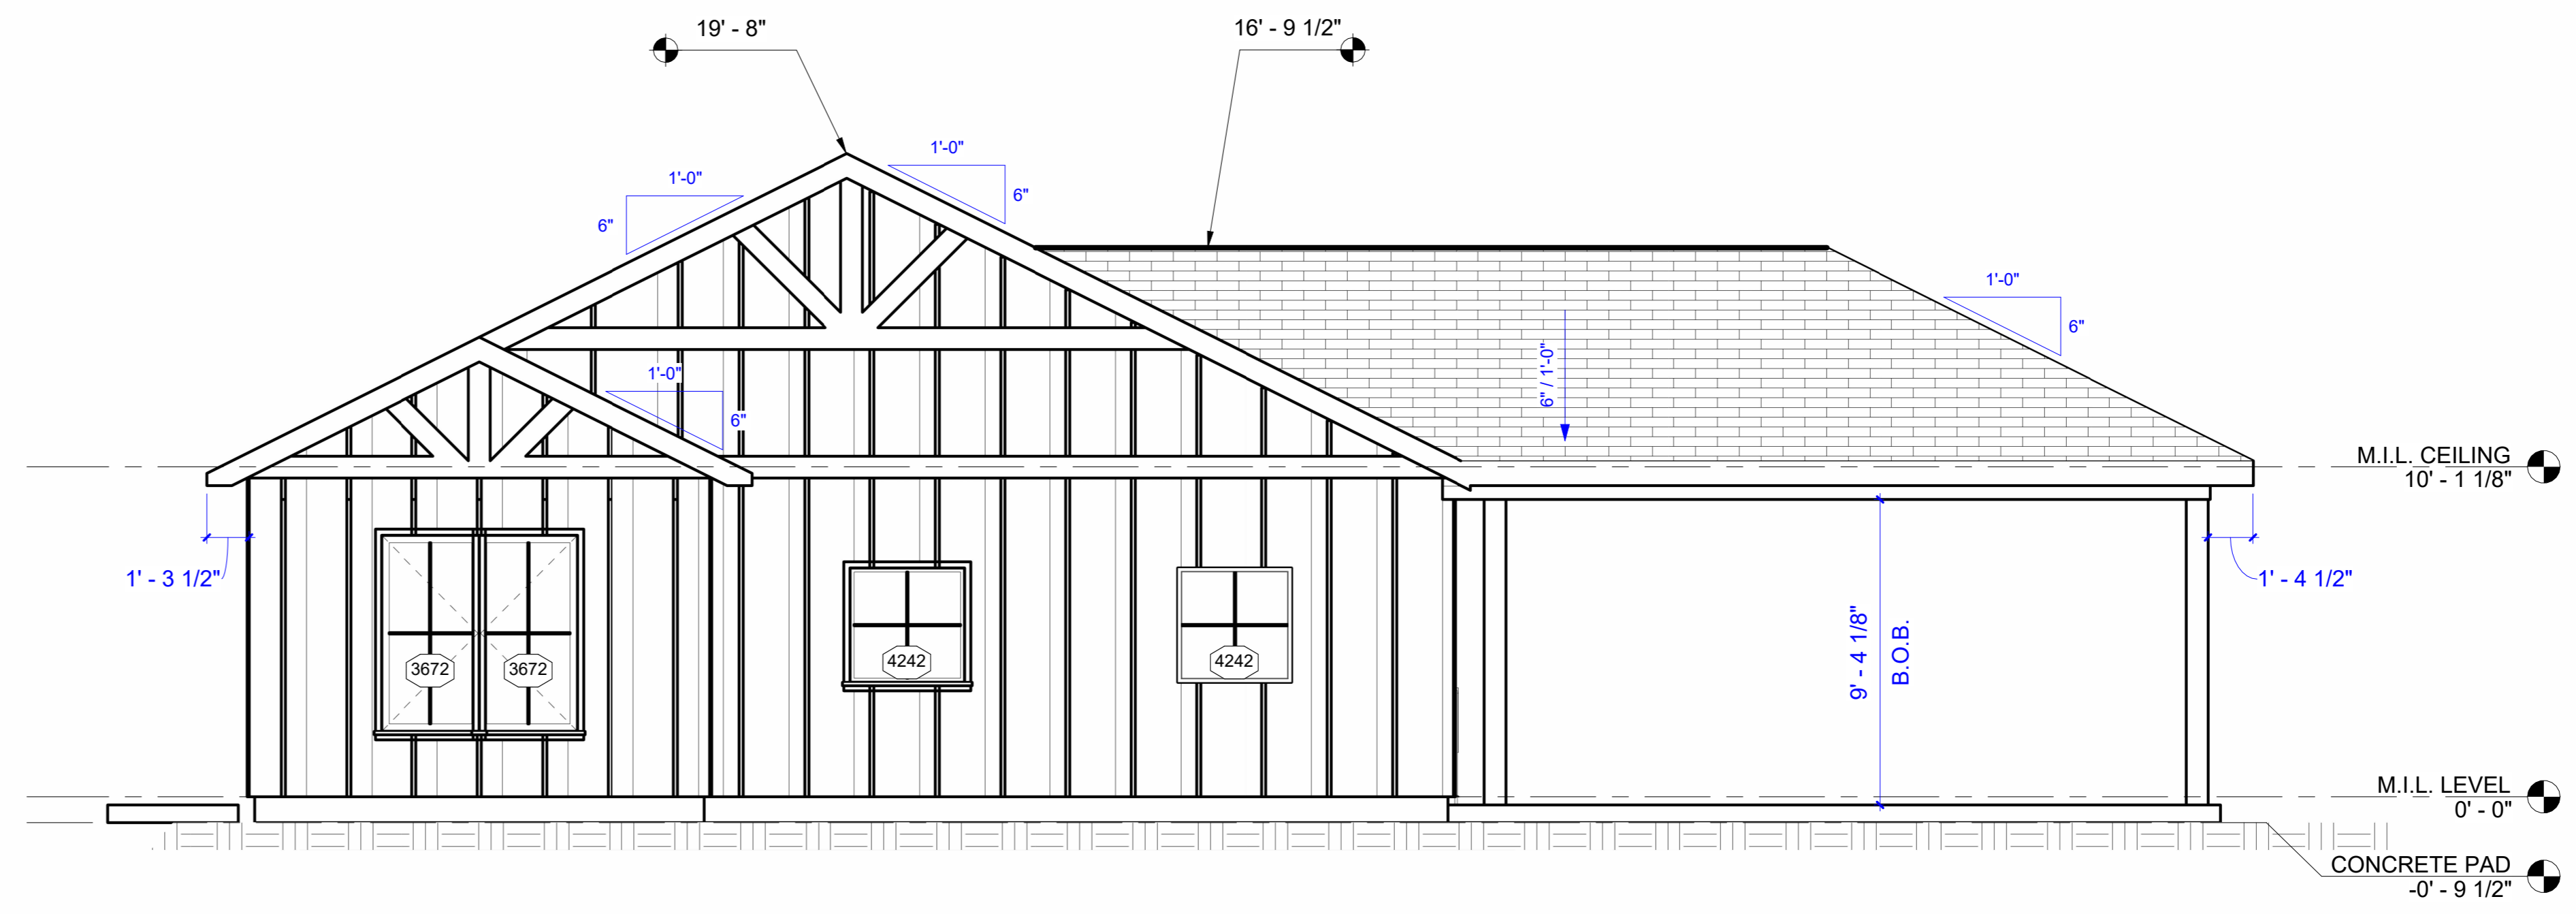 19' - 8"
16' - 9 1/2"
1'-0"
6"
1'-0"
6"
1'-0"
6"
1'-0"
6"
6" / 1'-0"
M.I.L. CEILING
10' - 1 1/8"
1' - 3 1/2"
1' - 4 1/2"
9' - 4 1/8"
B.O.B.
3672
3672
4242
4242
M.I.L. LEVEL
0' - 0"
CONCRETE PAD
-0' - 9 1/2"